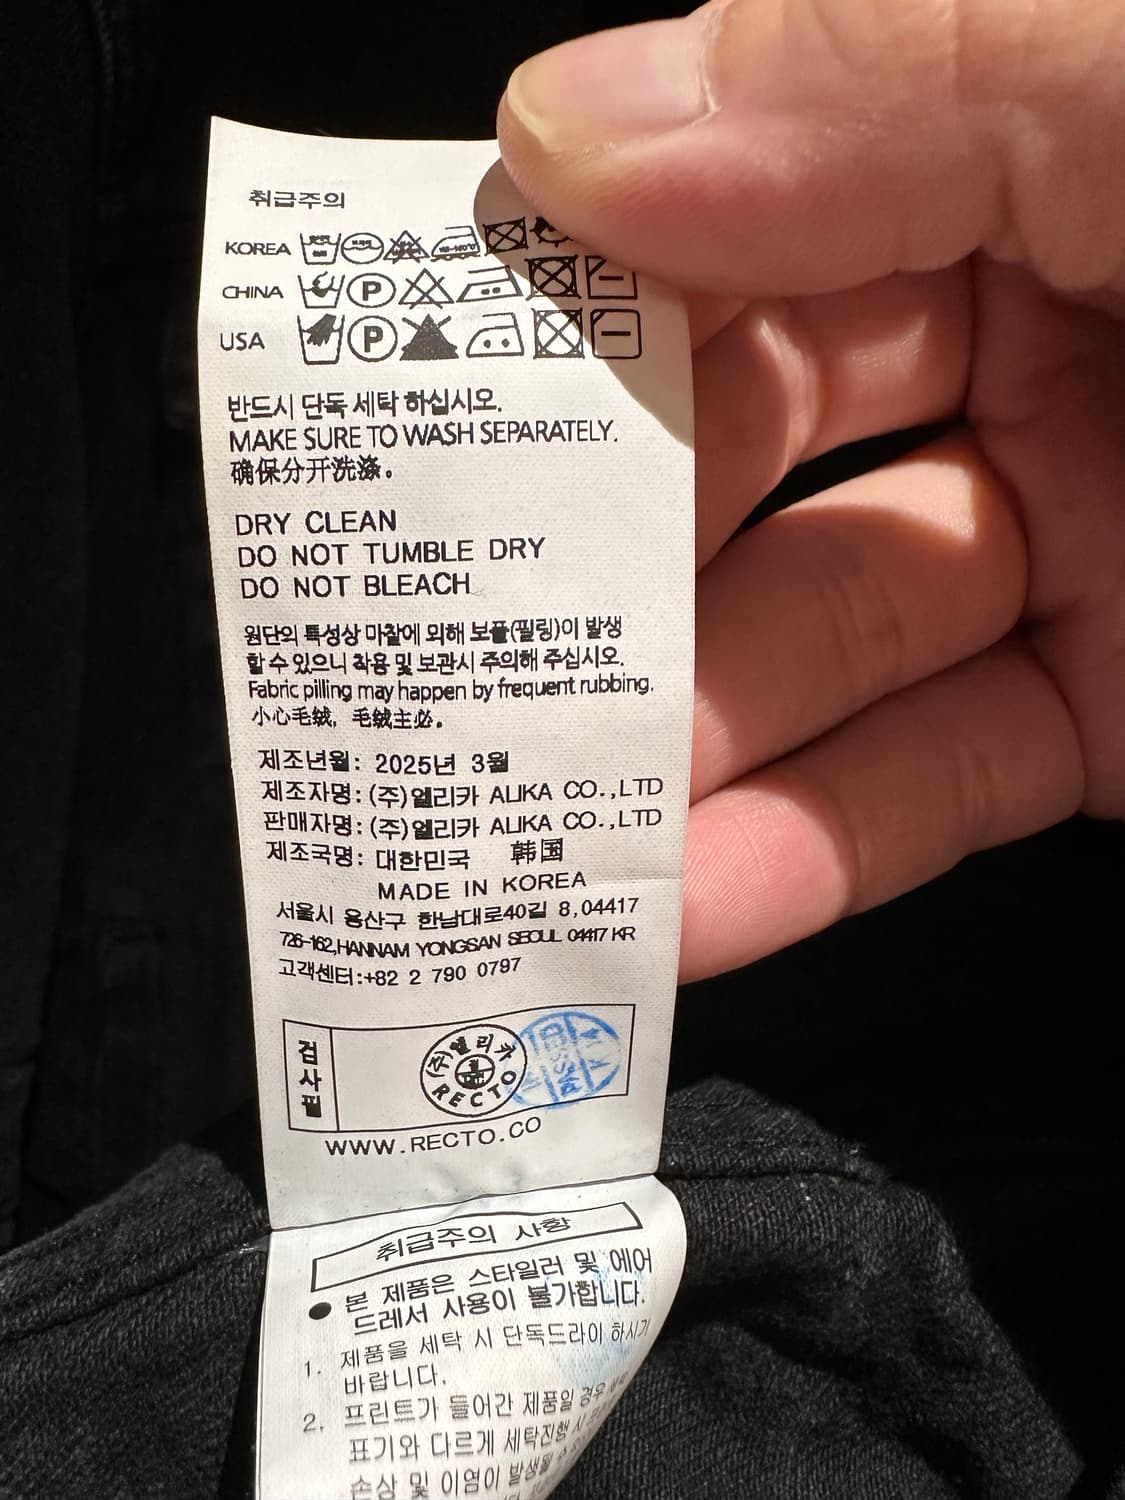 취급주의
KOREA
CHINA P
USA P
반드시 단독 세탁 하십시오.
MAKE SURE TO WASH SEPARATELY.
确保分开洗涤。
DRY CLEAN
DO NOT TUMBLE DRY
DO NOT BLEACH
원단의 특성상 마찰에 의해 보풀(필링)이 발생
할 수 있으니 착용 및 보관시 주의해 주십시오.
Fabric pilling may happen by frequent rubbing.
小心毛绒, 毛绒主必。
제조년월: 2025년 3월
제조자명: (주)엘리카 ALIKA CO.,LTD
판매자명: (주)엘리카 ALIKA CO.,LTD
제조국명: 대한민국 韩国
MADE IN KOREA
서울시 용산구 한남대로40길 8,04417
726-162,HANNAM YONGSAN SEOUL 04417 KR
고객센터:+82 2 790 0797
검사필
(주)엘리카
RECTO
WWW.RECTO.CO
취급주의 사항
● 본 제품은 스타일러 및 에어
드레서 사용이 불가합니다.
1. 제품을 세탁 시 단독드라이 하시기
바랍니다.
2. 프린트가 들어간 제품일 경우
표기와 다르게 세탁진행 시
손상 및 이염이 발생될 수